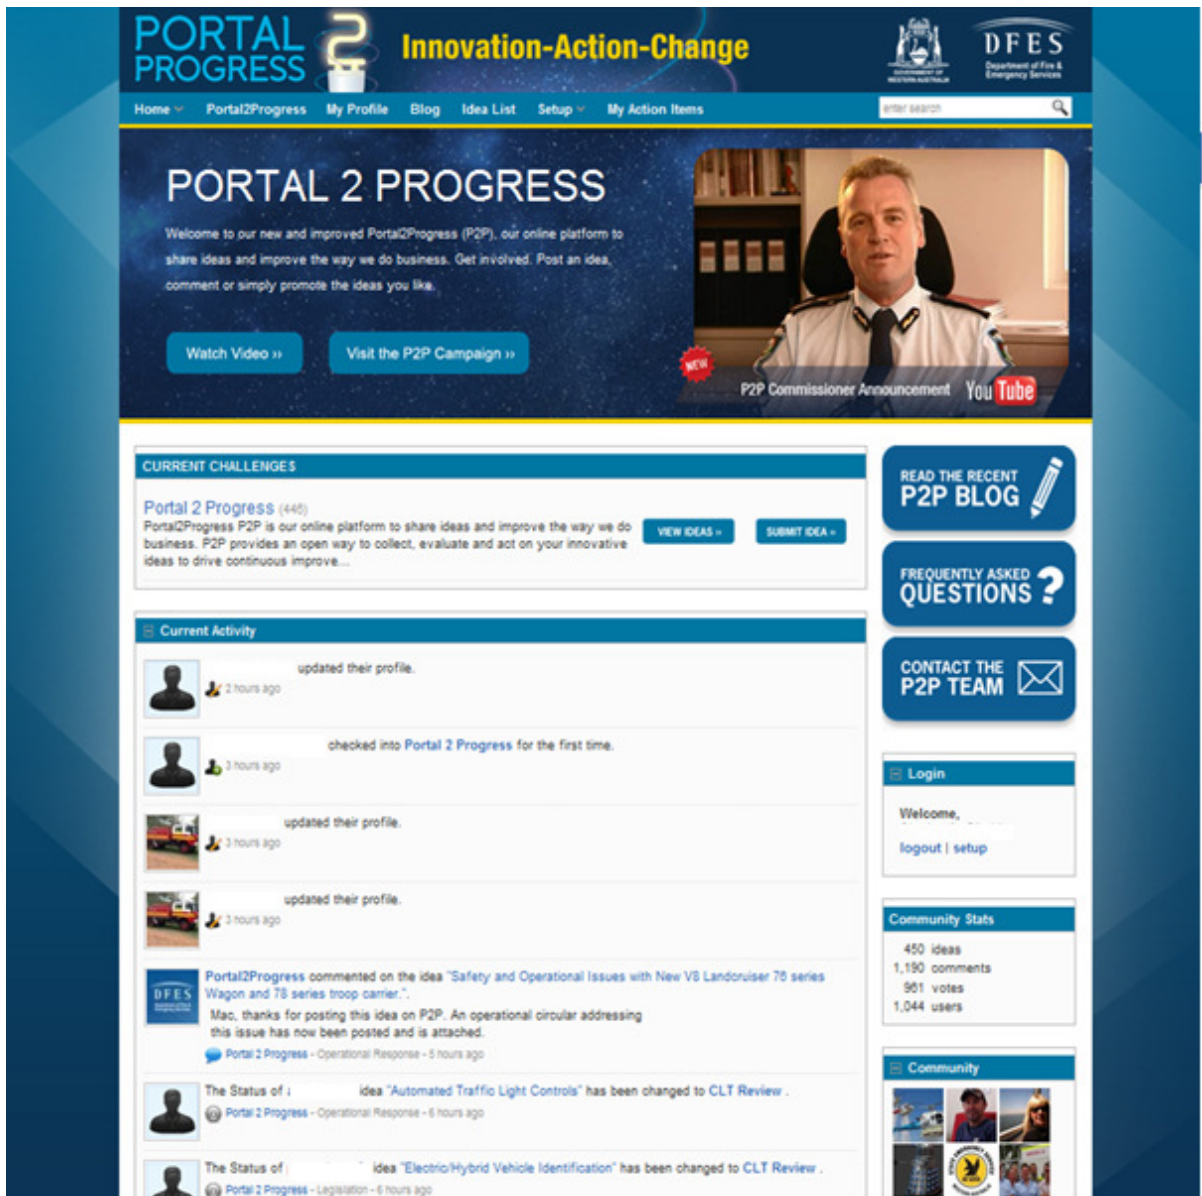 PORTAL 2
PROGRESS
Innovation-Action-Change
GOVERNMENT OF
WESTERN AUSTRALIA
DFES
Department of Fire &
Emergency Services
Home Portal2Progress My Profile Blog Idea List Setup My Action Items
enter search
PORTAL 2 PROGRESS
Welcome to our new and improved Portal2Progress (P2P), our online platform to
share ideas and improve the way we do business. Get involved. Post an idea,
comment or simply promote the ideas you like.
Watch Video »
Visit the P2P Campaign »
NEW
P2P Commissioner Announcement YouTube
CURRENT CHALLENGES
Portal 2 Progress (446)
Portal2Progress P2P is our online platform to share ideas and improve the way we do
business. P2P provides an open way to collect, evaluate and act on your innovative
ideas to drive continuous improve...
VIEW IDEAS »
SUBMIT IDEA »
READ THE RECENT
P2P BLOG
FREQUENTLY ASKED
QUESTIONS ?
CONTACT THE
P2P TEAM
Current Activity
updated their profile.
2 hours ago
checked into Portal 2 Progress for the first time.
3 hours ago
updated their profile.
3 hours ago
updated their profile.
3 hours ago
DFES
Portal2Progress commented on the idea "Safety and Operational Issues with New V8 Landcruiser 76 series
Wagon and 78 series troop carrier.".
Mac, thanks for posting this idea on P2P. An operational circular addressing
this issue has now been posted and is attached.
Portal 2 Progress - Operational Response - 5 hours ago
The Status of idea "Automated Traffic Light Controls" has been changed to CLT Review .
Portal 2 Progress - Operational Response - 6 hours ago
The Status of idea "Electric/Hybrid Vehicle Identification" has been changed to CLT Review .
Portal 2 Progress - Legislation - 6 hours ago
Login
Welcome,
logout | setup
Community Stats
450 ideas
1,190 comments
961 votes
1,044 users
Community